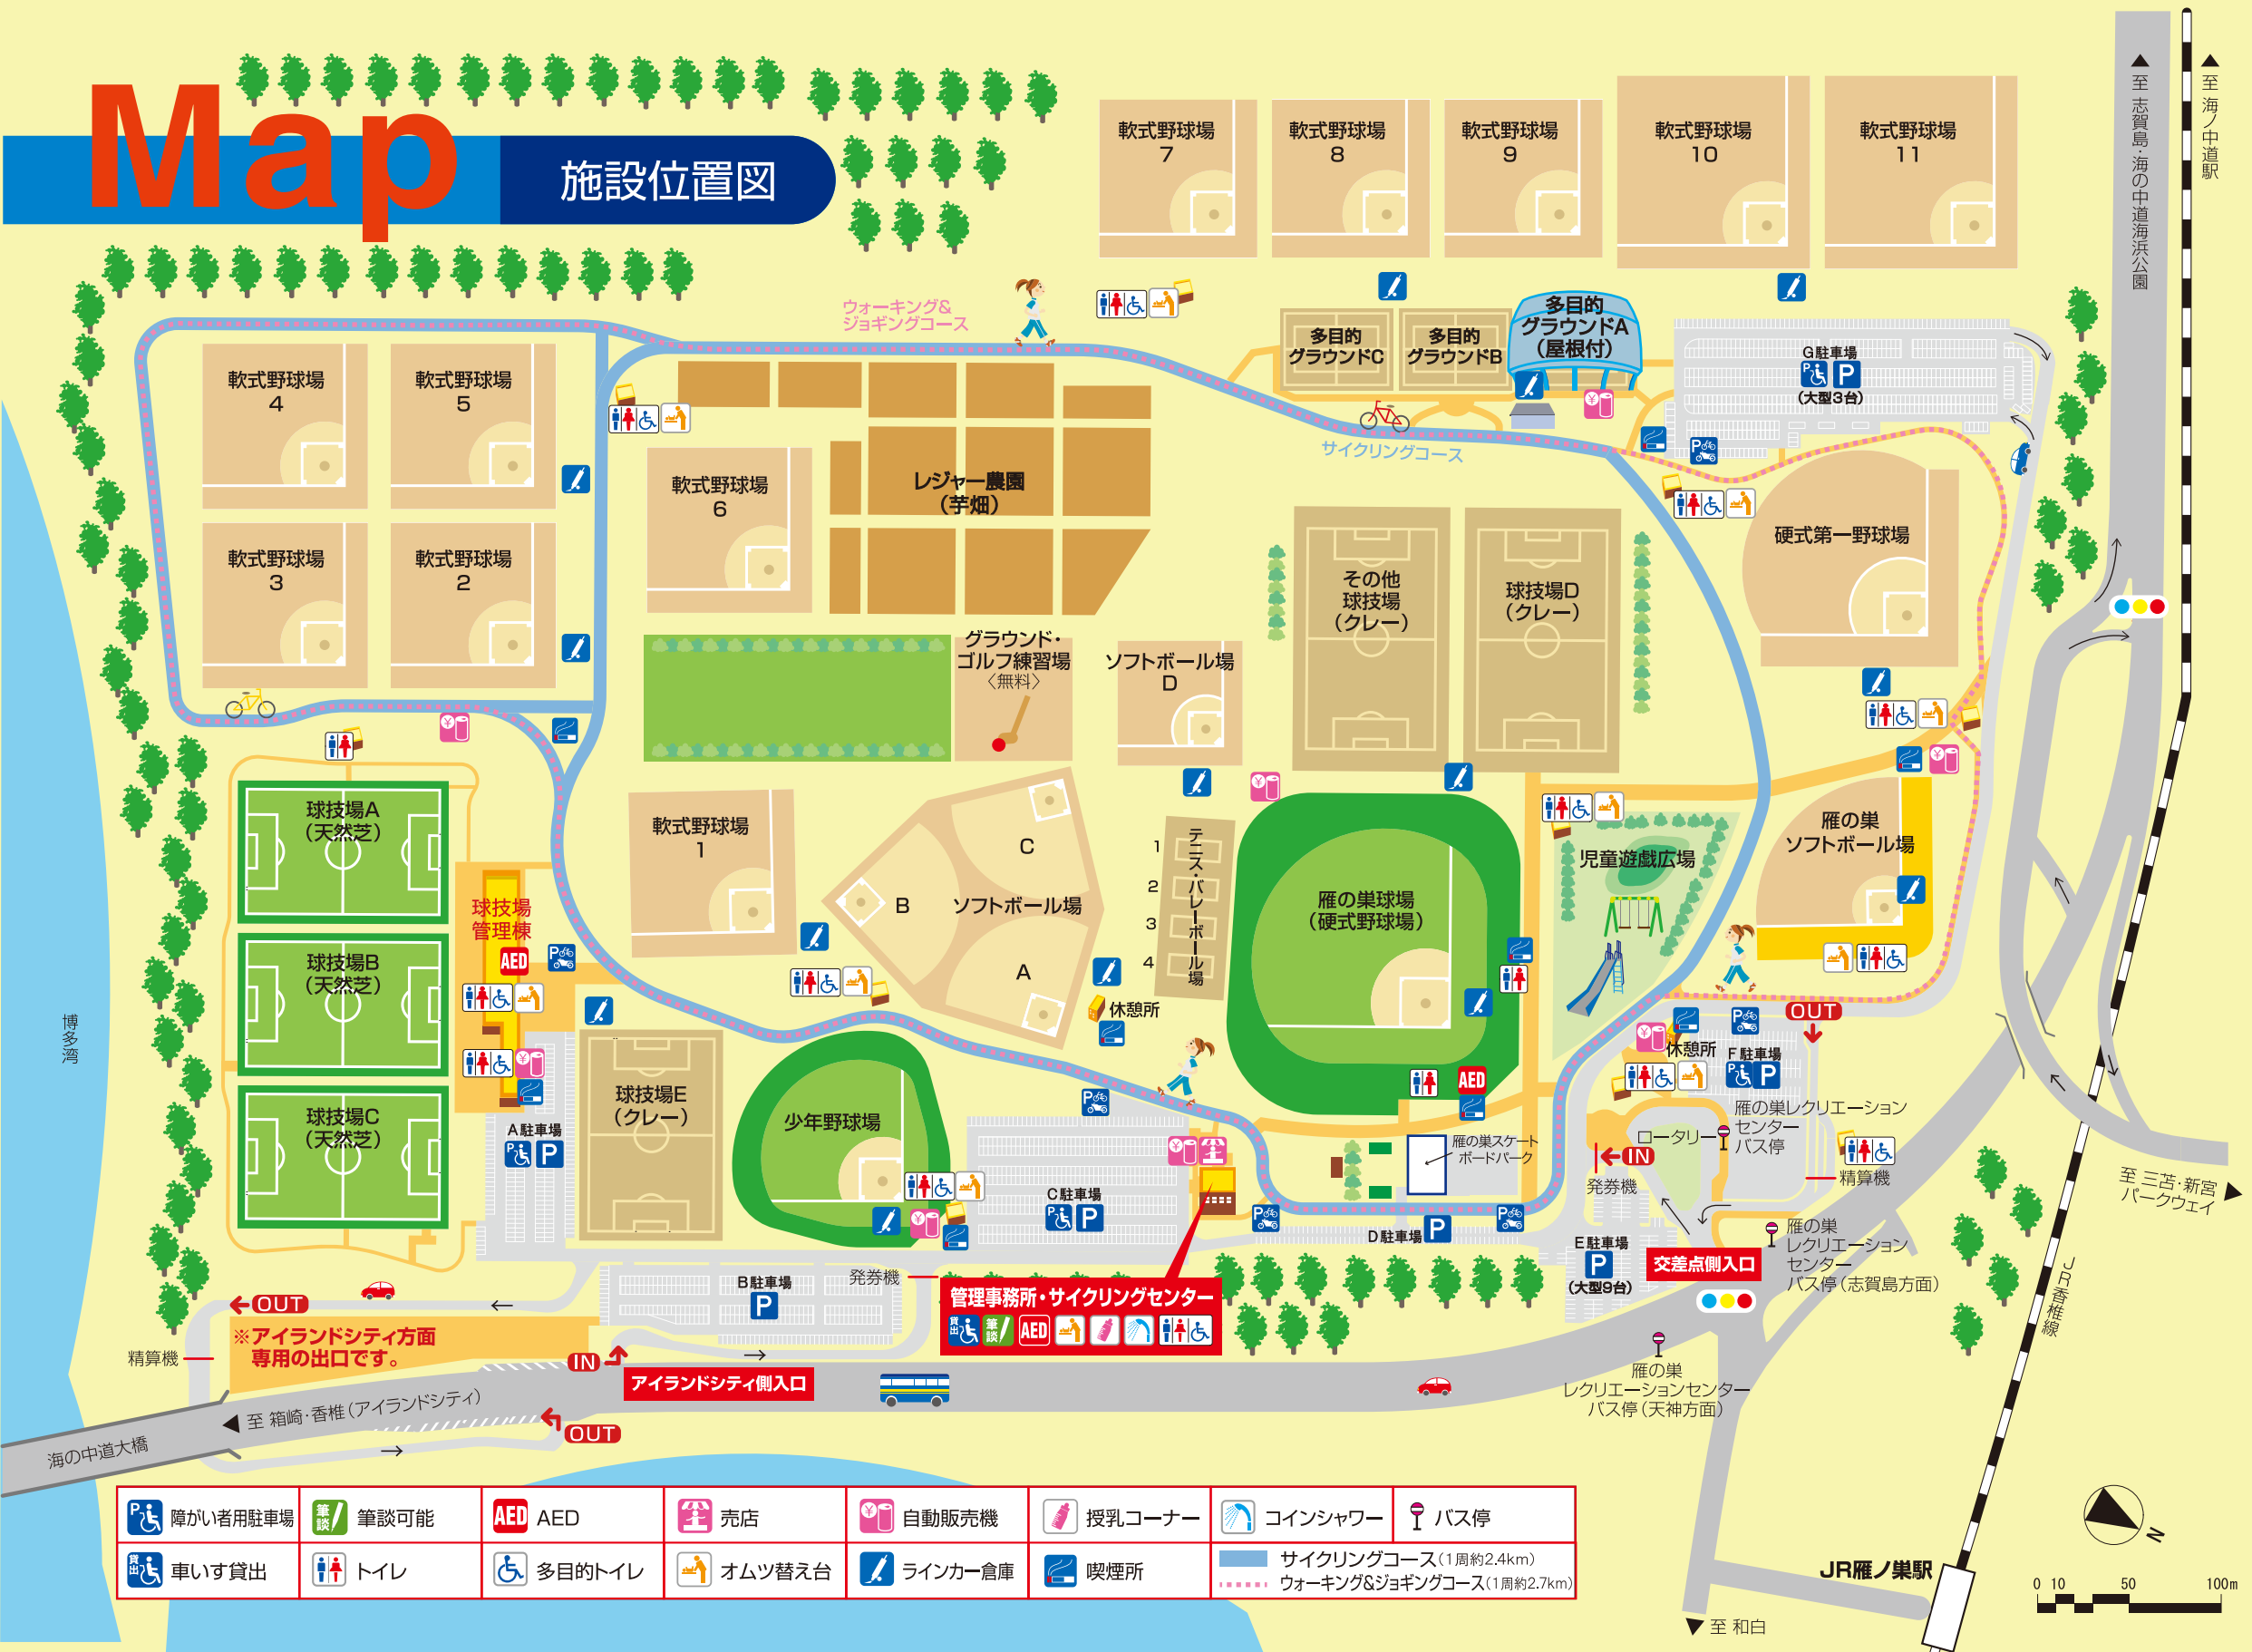 Map
施設位置図
軟式野球場
7
軟式野球場
8
軟式野球場
9
軟式野球場
10
軟式野球場
11
至 志賀島・海の中道海浜公園
至 海ノ中道駅
ウォーキング&
ジョギングコース
多目的
グラウンドC
多目的
グラウンドB
多目的
グラウンドA
(屋根付)
G駐車場
P
P
(大型3台)
サイクリングコース
軟式野球場
4
軟式野球場
5
軟式野球場
6
レジャー農園
(芋畑)
軟式野球場
3
軟式野球場
2
その他
球技場
(クレー)
球技場D
(クレー)
硬式第一野球場
グラウンド・
ゴルフ練習場
〈無料〉
ソフトボール場
D
球技場A
(天然芝)
軟式野球場
1
C
B
ソフトボール場
A
テニス・バレーボール場
1
2
3
4
雁の巣球場
(硬式野球場)
児童遊戯広場
雁の巣
ソフトボール場
球技場
管理棟
AED
球技場B
(天然芝)
休憩所
博多湾
球技場C
(天然芝)
球技場E
(クレー)
少年野球場
A駐車場
P
P
C駐車場
P
P
AED
OUT
休憩所
F駐車場
P
P
雁の巣レクリエーション
センター
バス停
ロータリー
IN
発券機
精算機
雁の巣スケート
ボードパーク
D駐車場
P
E駐車場
P
(大型9台)
交差点側入口
雁の巣
レクリエーション
センター
バス停(志賀島方面)
至 三苫・新宮
パークウェイ
JR香椎線
B駐車場
P
発券機
管理事務所・サイクリングセンター
貸出
筆談
AED
OUT
※アイランドシティ方面
専用の出口です。
精算機
IN
アイランドシティ側入口
OUT
至 箱崎・香椎(アイランドシティ)
海の中道大橋
雁の巣
レクリエーションセンター
バス停(天神方面)
障がい者用駐車場
筆談
筆談可能
AED
AED
売店
自動販売機
授乳コーナー
コインシャワー
バス停
貸出
車いす貸出
トイレ
多目的トイレ
オムツ替え台
ラインカー倉庫
喫煙所
サイクリングコース(1周約2.4km)
ウォーキング&ジョギングコース(1周約2.7km)
JR雁ノ巣駅
至 和白
N
0 10 50 100m